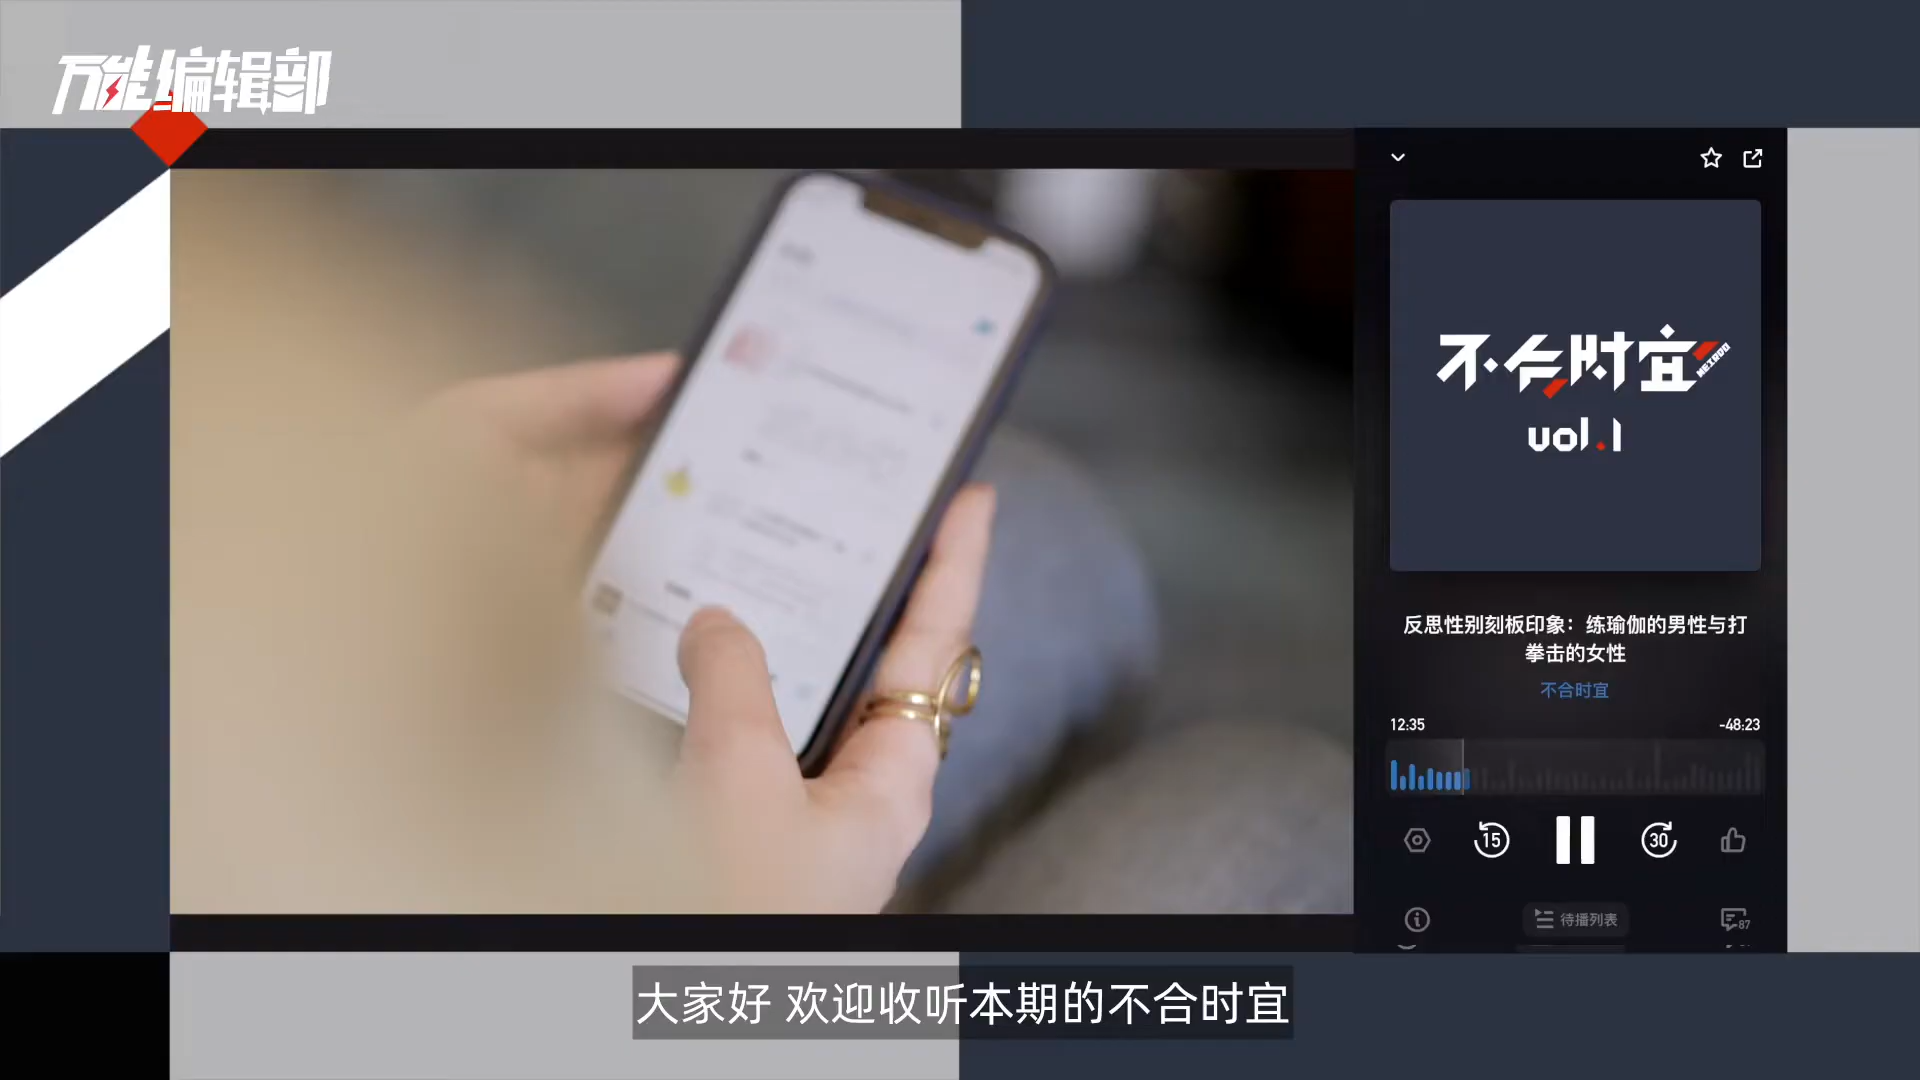 万能编辑部
不合时宜
MEIRDO
vol.1
反思性别刻板印象：练瑜伽的男性与打
拳击的女性
不合时宜
12:35
-48:23
15
30
待播列表
87
大家好 欢迎收听本期的不合时宜